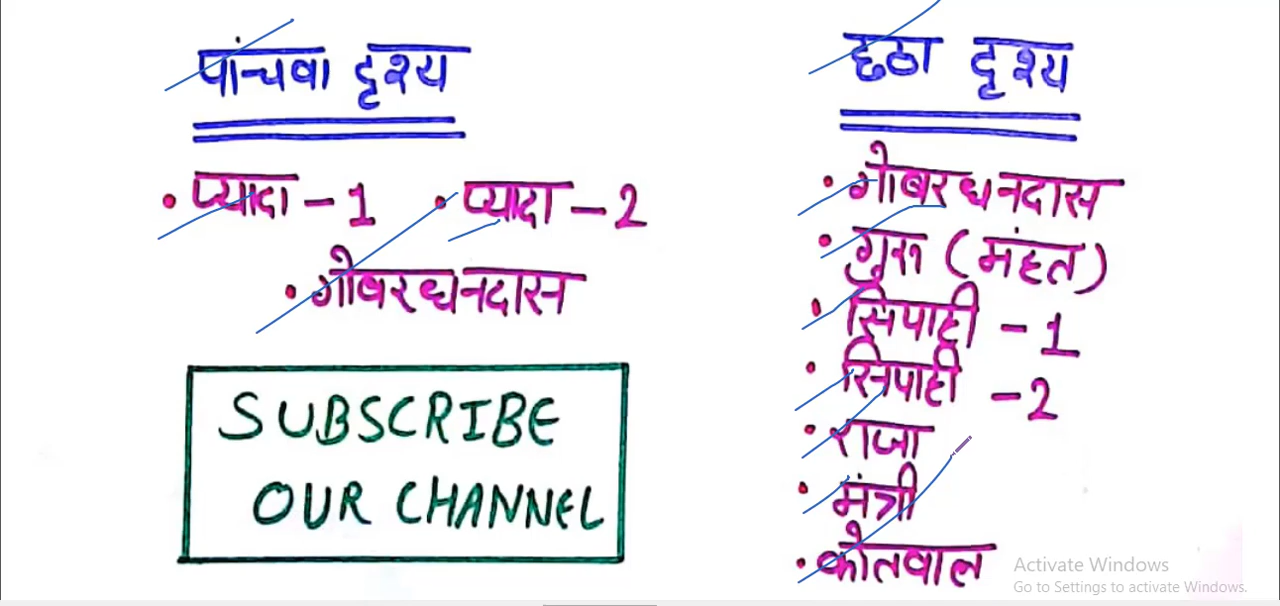 पांचवा दृश्य
• प्यादा - 1 • प्यादा - 2
• गोबरधनदास
SUBSCRIBE
OUR CHANNEL
छठा दृश्य
• गोबरधनदास
• गुरु (मंहत)
• सिपाही - 1
• सिपाही - 2
• राजा
• मंत्री
• कोतवाल
Activate Windows
Go to Settings to activate Windows.